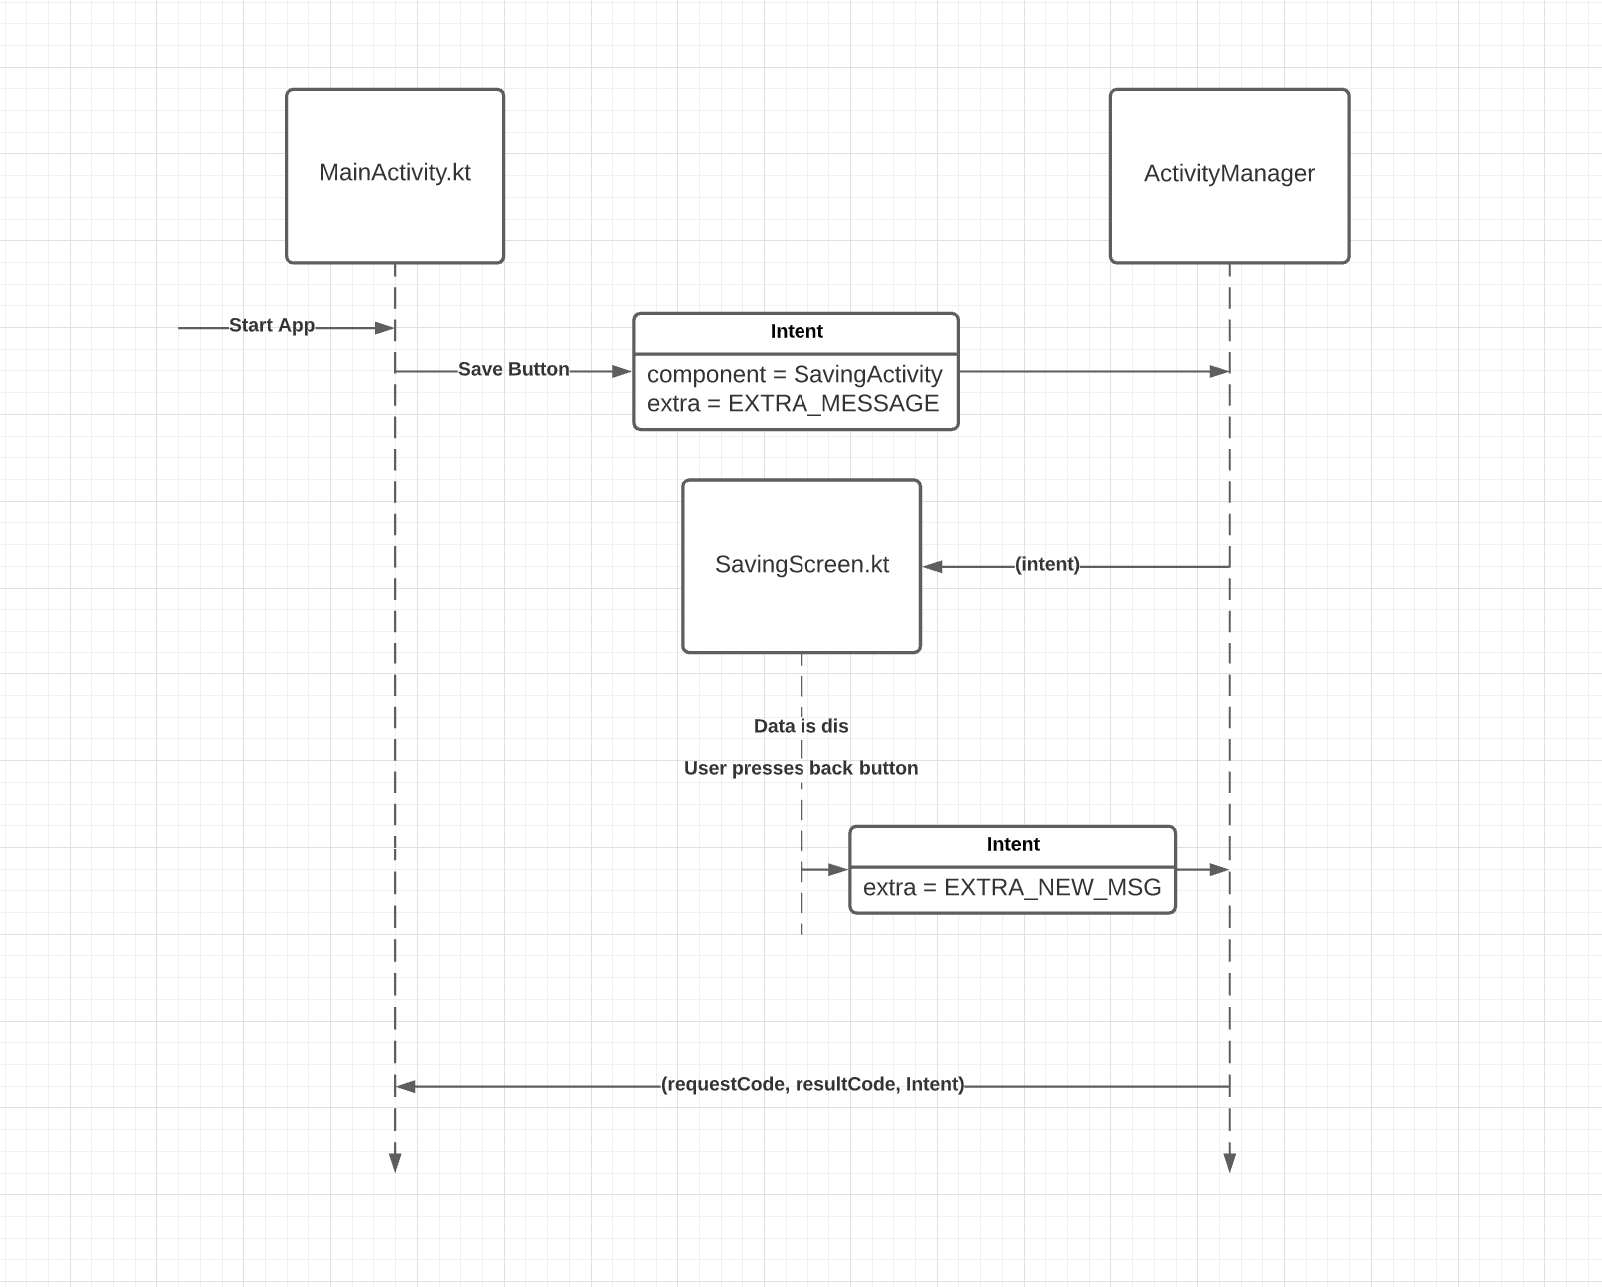 MainActivity.kt
ActivityManager
Start App
Intent
Save Button
component = SavingActivity
extra = EXTRA_MESSAGE
SavingScreen.kt
(intent)
Data is dis
User presses back button
Intent
extra = EXTRA_NEW_MSG
(requestCode, resultCode, Intent)